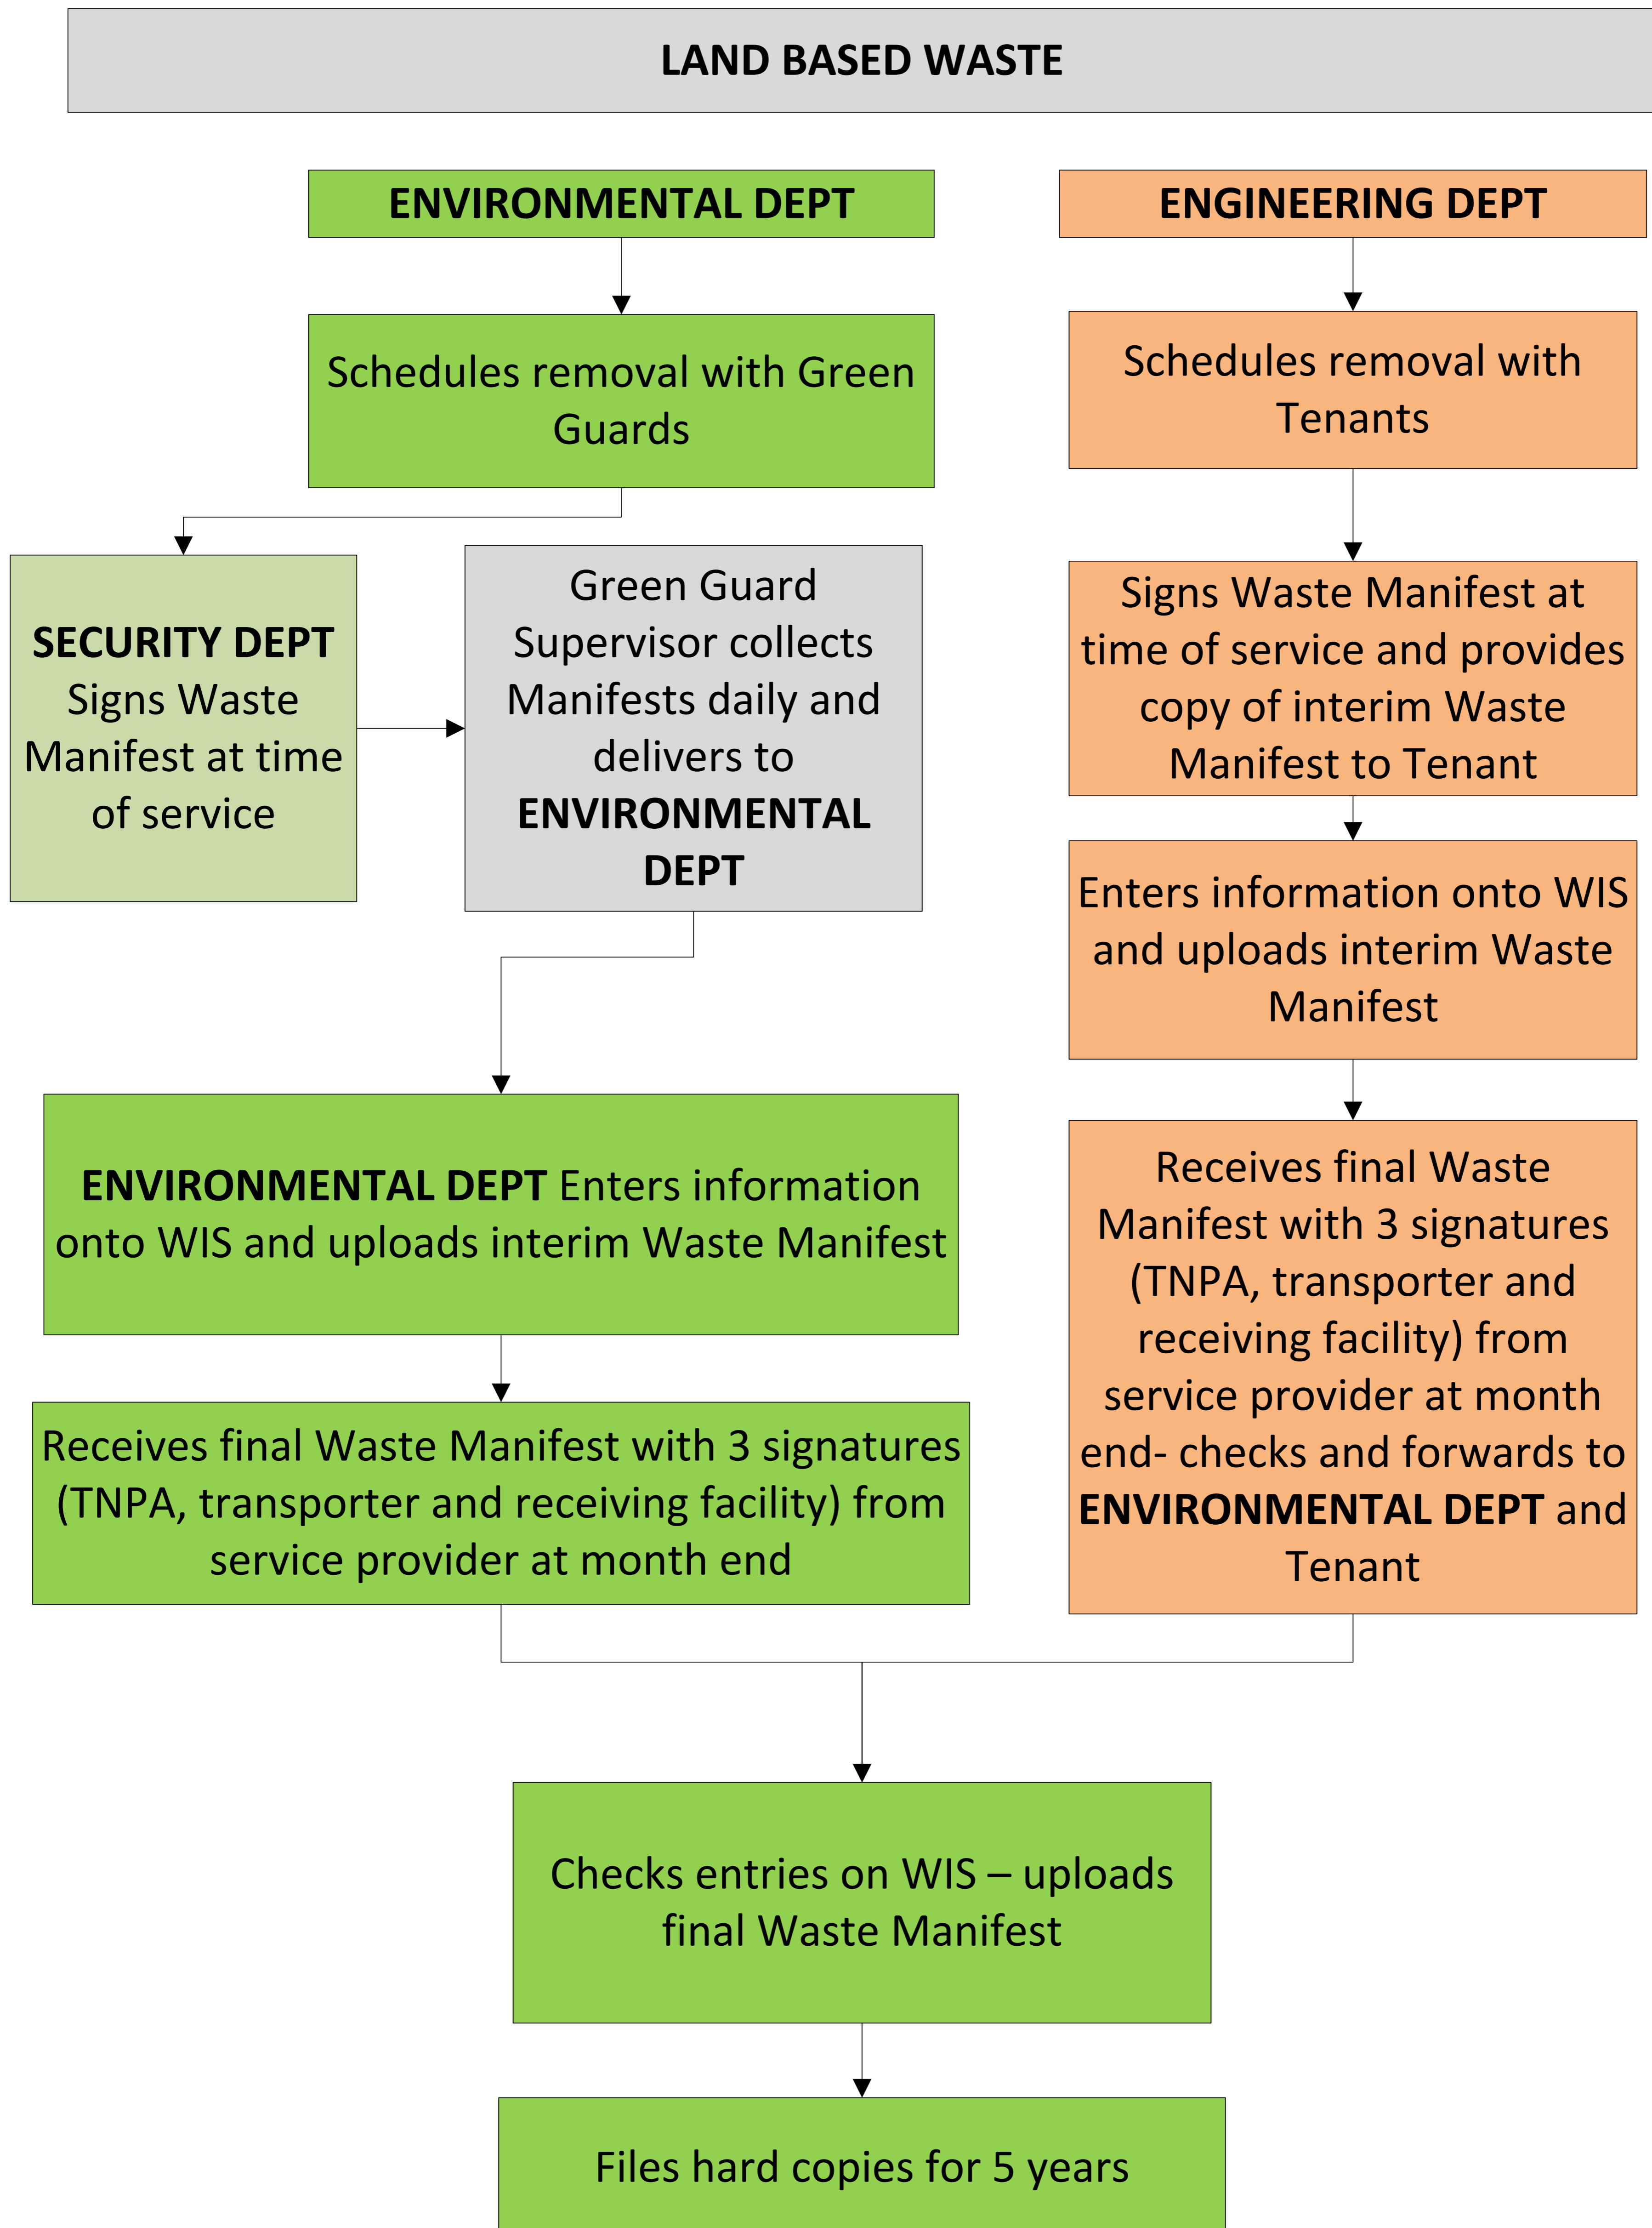 LAND BASED WASTE
ENVIRONMENTAL DEPT
Schedules removal with Green
Guards
SECURITY DEPT
Signs Waste
Manifest at time
of service
Green Guard
Supervisor collects
Manifests daily and
delivers to
ENVIRONMENTAL
DEPT
ENVIRONMENTAL DEPT Enters information
onto WIS and uploads interim Waste Manifest
Receives final Waste Manifest with 3 signatures
(TNPA, transporter and receiving facility) from
service provider at month end
ENGINEERING DEPT
Schedules removal with
Tenants
Signs Waste Manifest at
time of service and provides
copy of interim Waste
Manifest to Tenant
Enters information onto WIS
and uploads interim Waste
Manifest
Receives final Waste
Manifest with 3 signatures
(TNPA, transporter and
receiving facility) from
service provider at month
end- checks and forwards to
ENVIRONMENTAL DEPT and
Tenant
Checks entries on WIS – uploads
final Waste Manifest
Files hard copies for 5 years